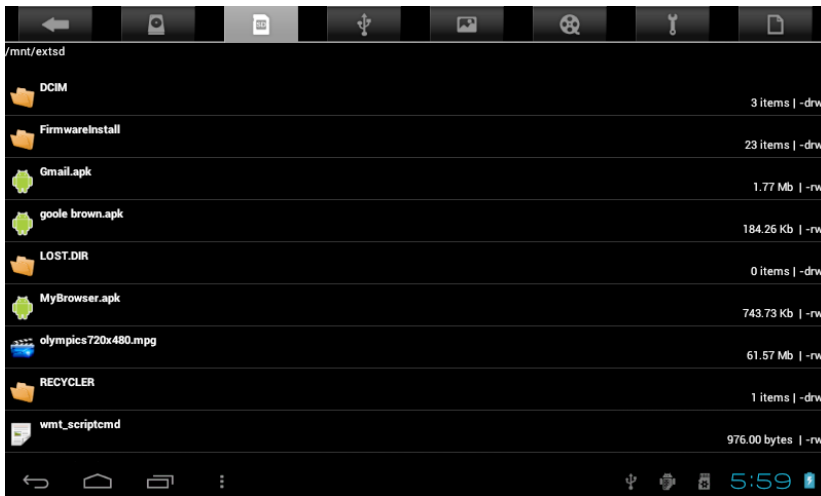 /mnt/extsd
DCIM
3 items | -drw
FirmwareInstall
23 items | -drw
Gmail.apk
1.77 Mb | -rw
goole brown.apk
184.26 Kb | -rw
LOST.DIR
0 items | -drw
MyBrowser.apk
743.73 Kb | -rw
olympics720x480.mpg
61.57 Mb | -rw
RECYCLER
1 items | -drw
wmt_scriptcmd
976.00 bytes | -rw
5:59